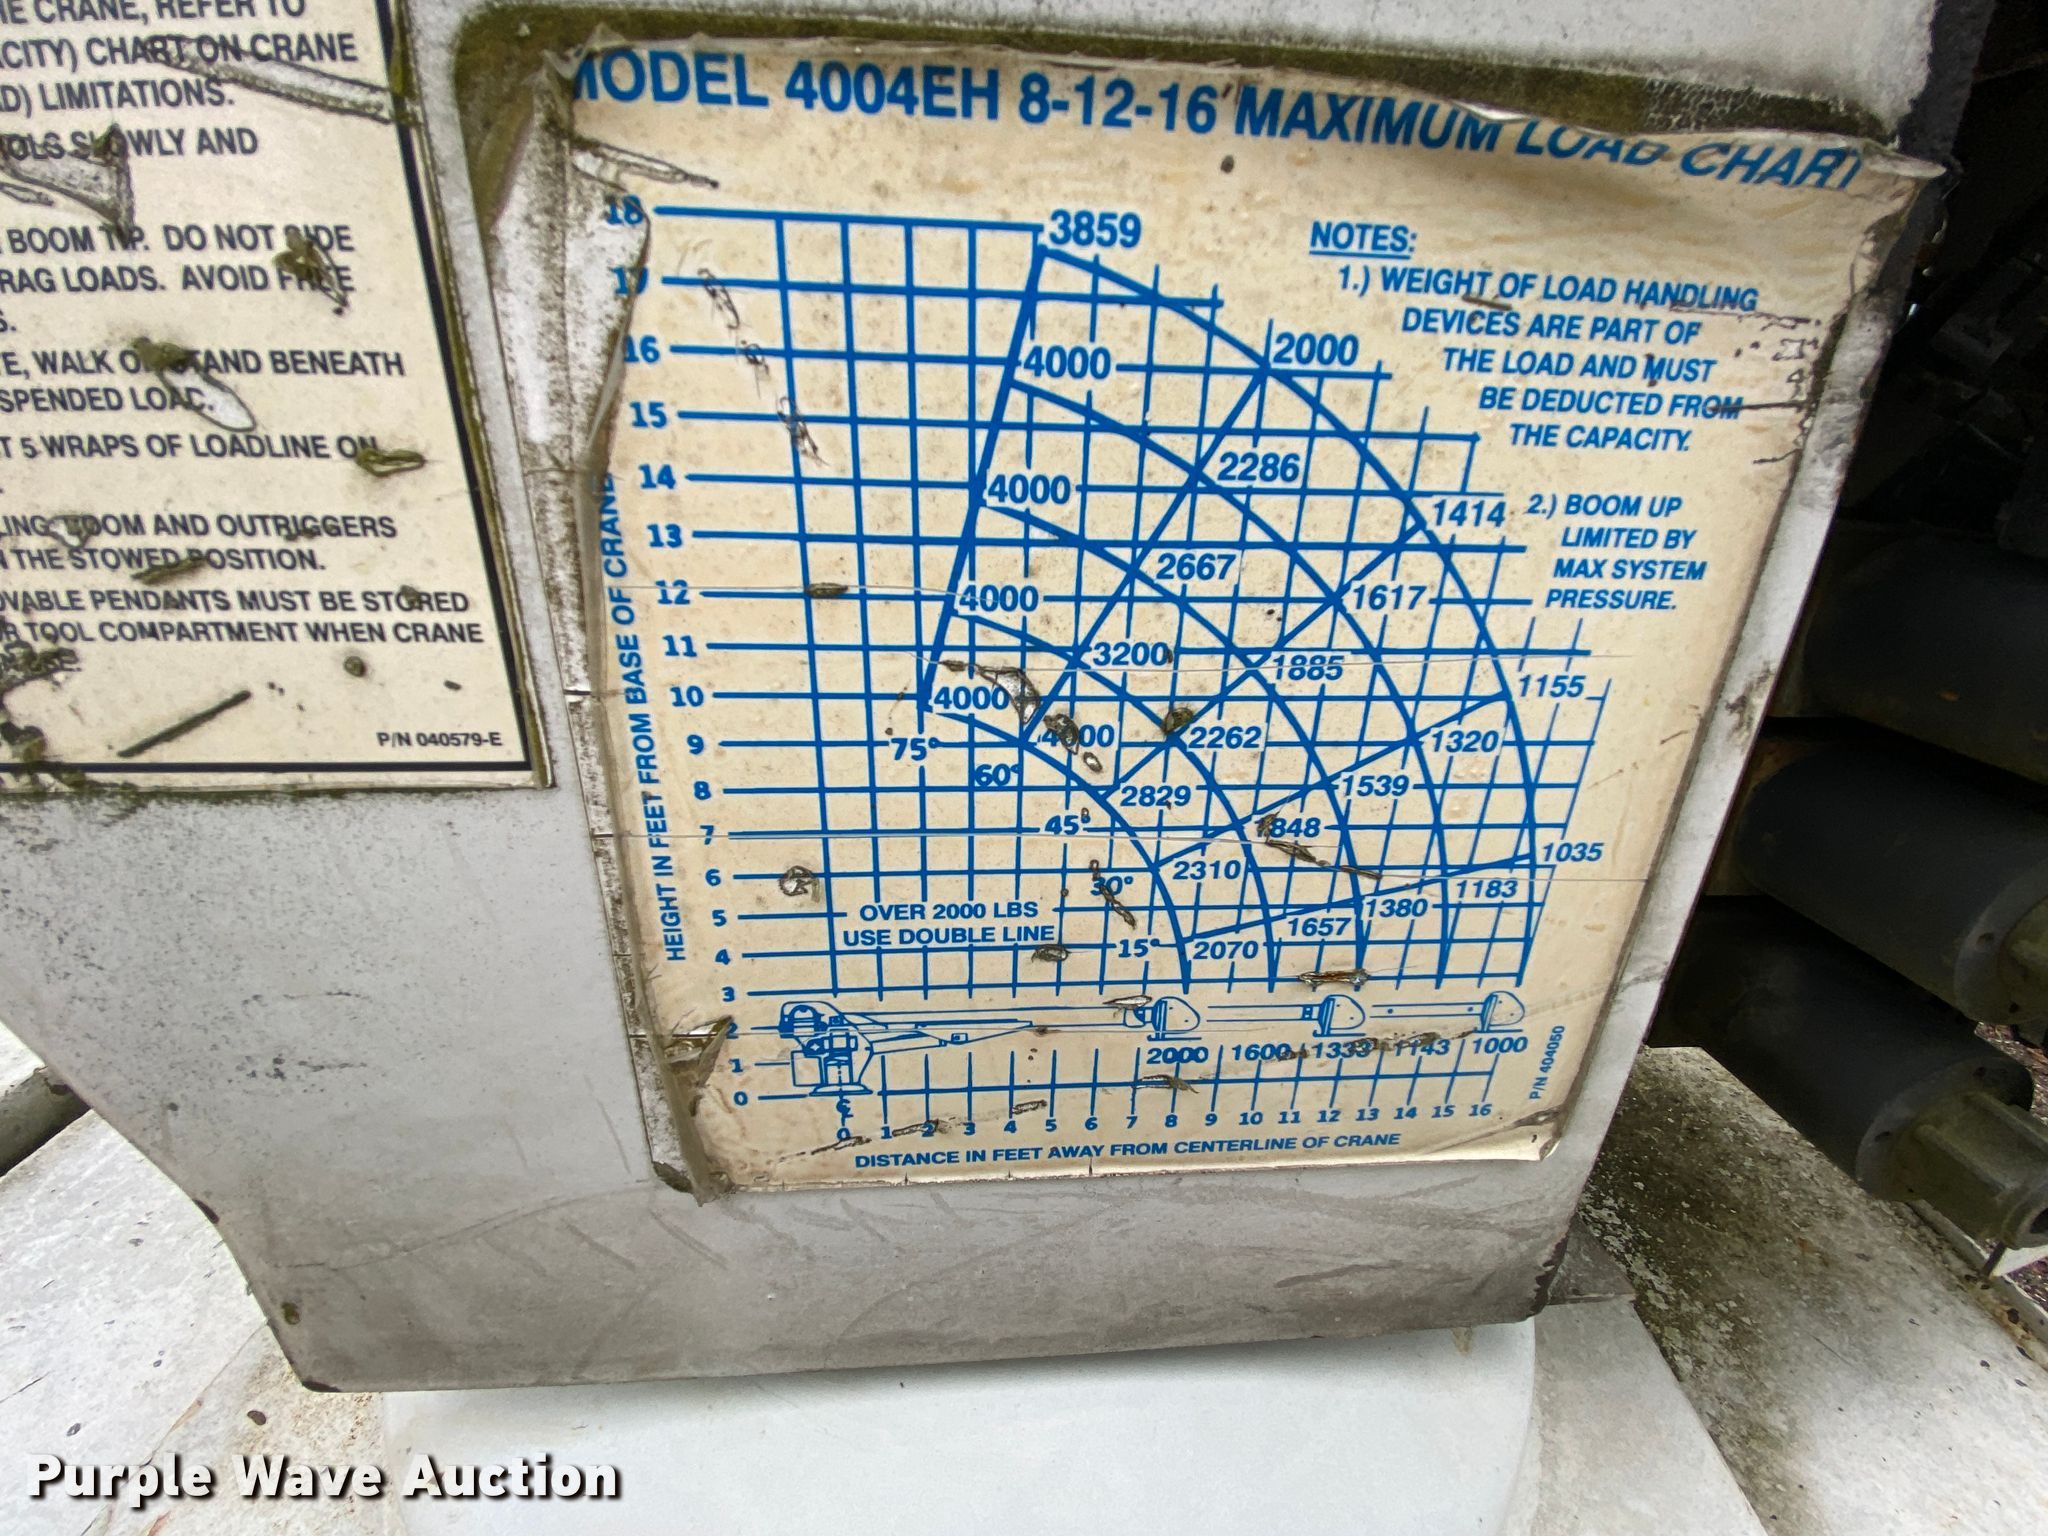 HE CRANE, REFER TO
ACITY) CHART ON CRANE
LIMITATIONS.
SLOWLY AND
BOOM TIP. DO NOT SIDE
RAG LOADS. AVOID FREE
WALK OR STAND BENEATH
SPENDED LOAD.
5 WRAPS OF LOADLINE ON
BOOM AND OUTRIGGERS
THE STOWED POSITION.
OVABLE PENDANTS MUST BE STORED
TOOL COMPARTMENT WHEN CRANE
P/N 040579-E
MODEL 4004EH 8-12-16' MAXIMUM LOAD CHART
NOTES:
1.) WEIGHT OF LOAD HANDLING
DEVICES ARE PART OF
THE LOAD AND MUST
BE DEDUCTED FROM
THE CAPACITY.
2.) BOOM UP
LIMITED BY
MAX SYSTEM
PRESSURE.
HEIGHT IN FEET FROM BASE OF CRANE
18 3859
17
16 4000 2000
15
14 4000 2286
13 1414
12 4000 2667 1617
11 3200 1885
10 4000 1155
9 75° 4000 2262 1320
8 60° 2829 1539
7 45° 1848
6 30° 2310 1035
5 OVER 2000 LBS 1380 1183
USE DOUBLE LINE
4 15° 2070 1657
3
2
1 2000 1600 1333 1143 1000
0
0 1 2 3 4 5 6 7 8 9 10 11 12 13 14 15 16
DISTANCE IN FEET AWAY FROM CENTERLINE OF CRANE
P/N 404050
Purple Wave Auction